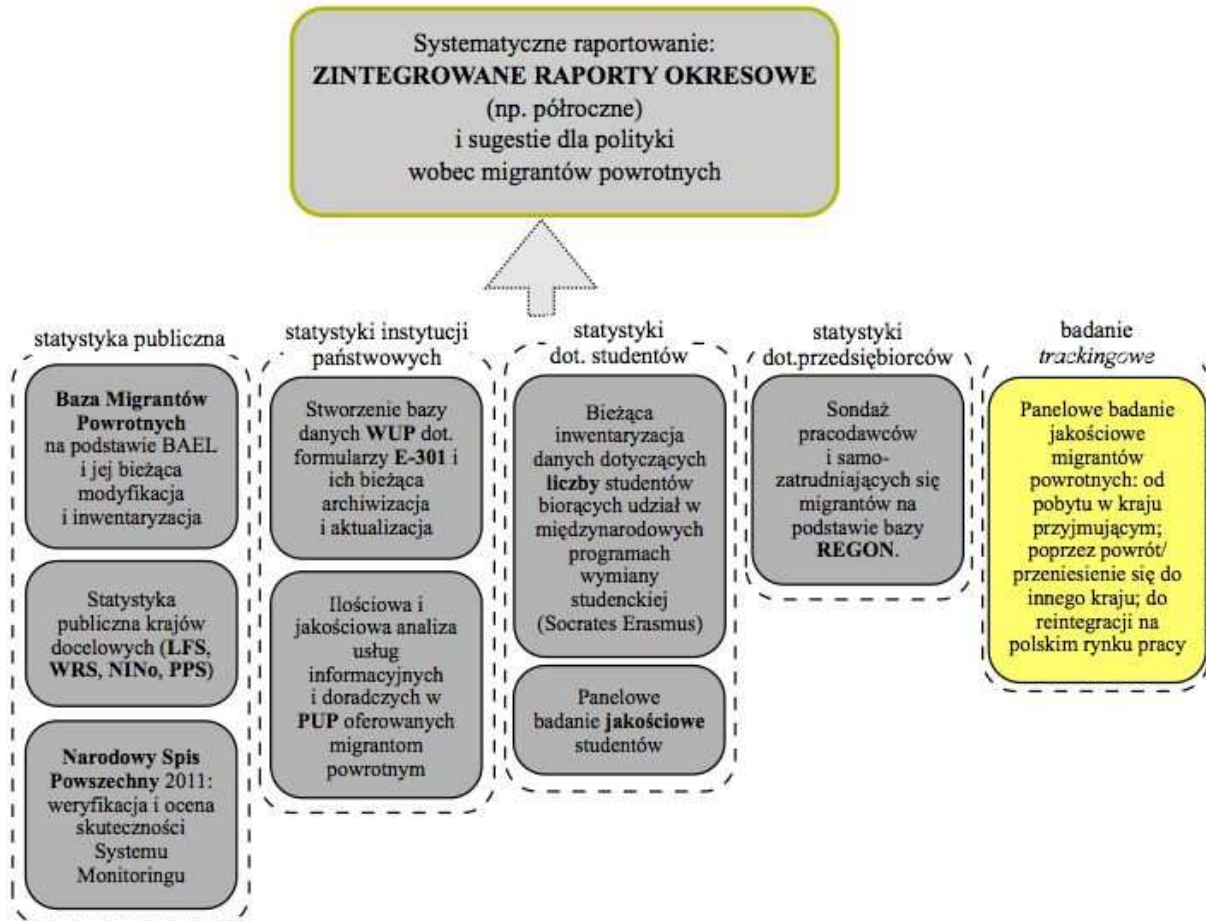 Systematyczne raportowanie:
ZINTEGROWANE RAPORTY OKRESOWE
(np. półroczne)
i sugestie dla polityki
wobec migrantów powrotnych
statystyka publiczna
Baza Migrantów
Powrotnych
na podstawie BAEL
i jej bieżąca
modyfikacja
i inwentaryzacja
Statystyka
publiczna krajów
docelowych (LFS,
WRS, NINo, PPS)
Narodowy Spis
Powszechny 2011:
weryfikacja i ocena
skuteczności
Systemu
Monitoringu
statystyki instytucji
państwowych
Stworzenie bazy
danych WUP dot.
formularzy E-301 i
ich bieżąca
archiwizacja
i aktualizacja
Ilościowa i
jakościowa analiza
usług
informacyjnych
i doradczych w
PUP oferowanych
migrantom
powrotnym
statystyki
dot. studentów
Bieżąca
inwentaryzacja
danych dotyczących
liczby studentów
biorących udział w
międzynarodowych
programach
wymiany
studenckiej
(Socrates Erasmus)
Panelowe
badanie jakościowe
studentów
statystyki
dot.przedsiębiorców
Sondaż
pracodawców
i samo-
zatrudniających się
migrantów na
podstawie bazy
REGON.
badanie
trackingowe
Panelowe badanie
jakościowe
migrantów
powrotnych: od
pobytu w kraju
przyjmującym;
poprzez powrót/
przeniesienie się do
innego kraju; do
reintegracji na
polskim rynku pracy